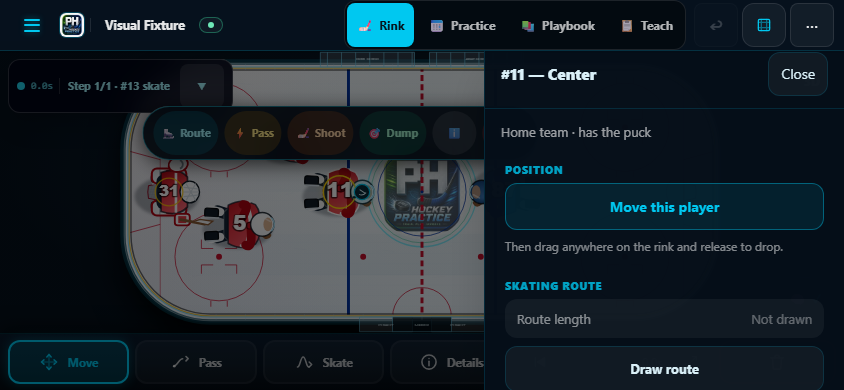 PH
Visual Fixture
Rink
Practice
Playbook
Teach
0.0s
Step 1/1 · #13 skate
#11 — Center
Close
Home team · has the puck
Route
Pass
Shoot
Dump
POSITION
Move this player
Then drag anywhere on the rink and release to drop.
31
5
11
PH
HOCKEY
PRACTICE
SKATING ROUTE
Route length
Not drawn
Draw route
Move
Pass
Skate
Details